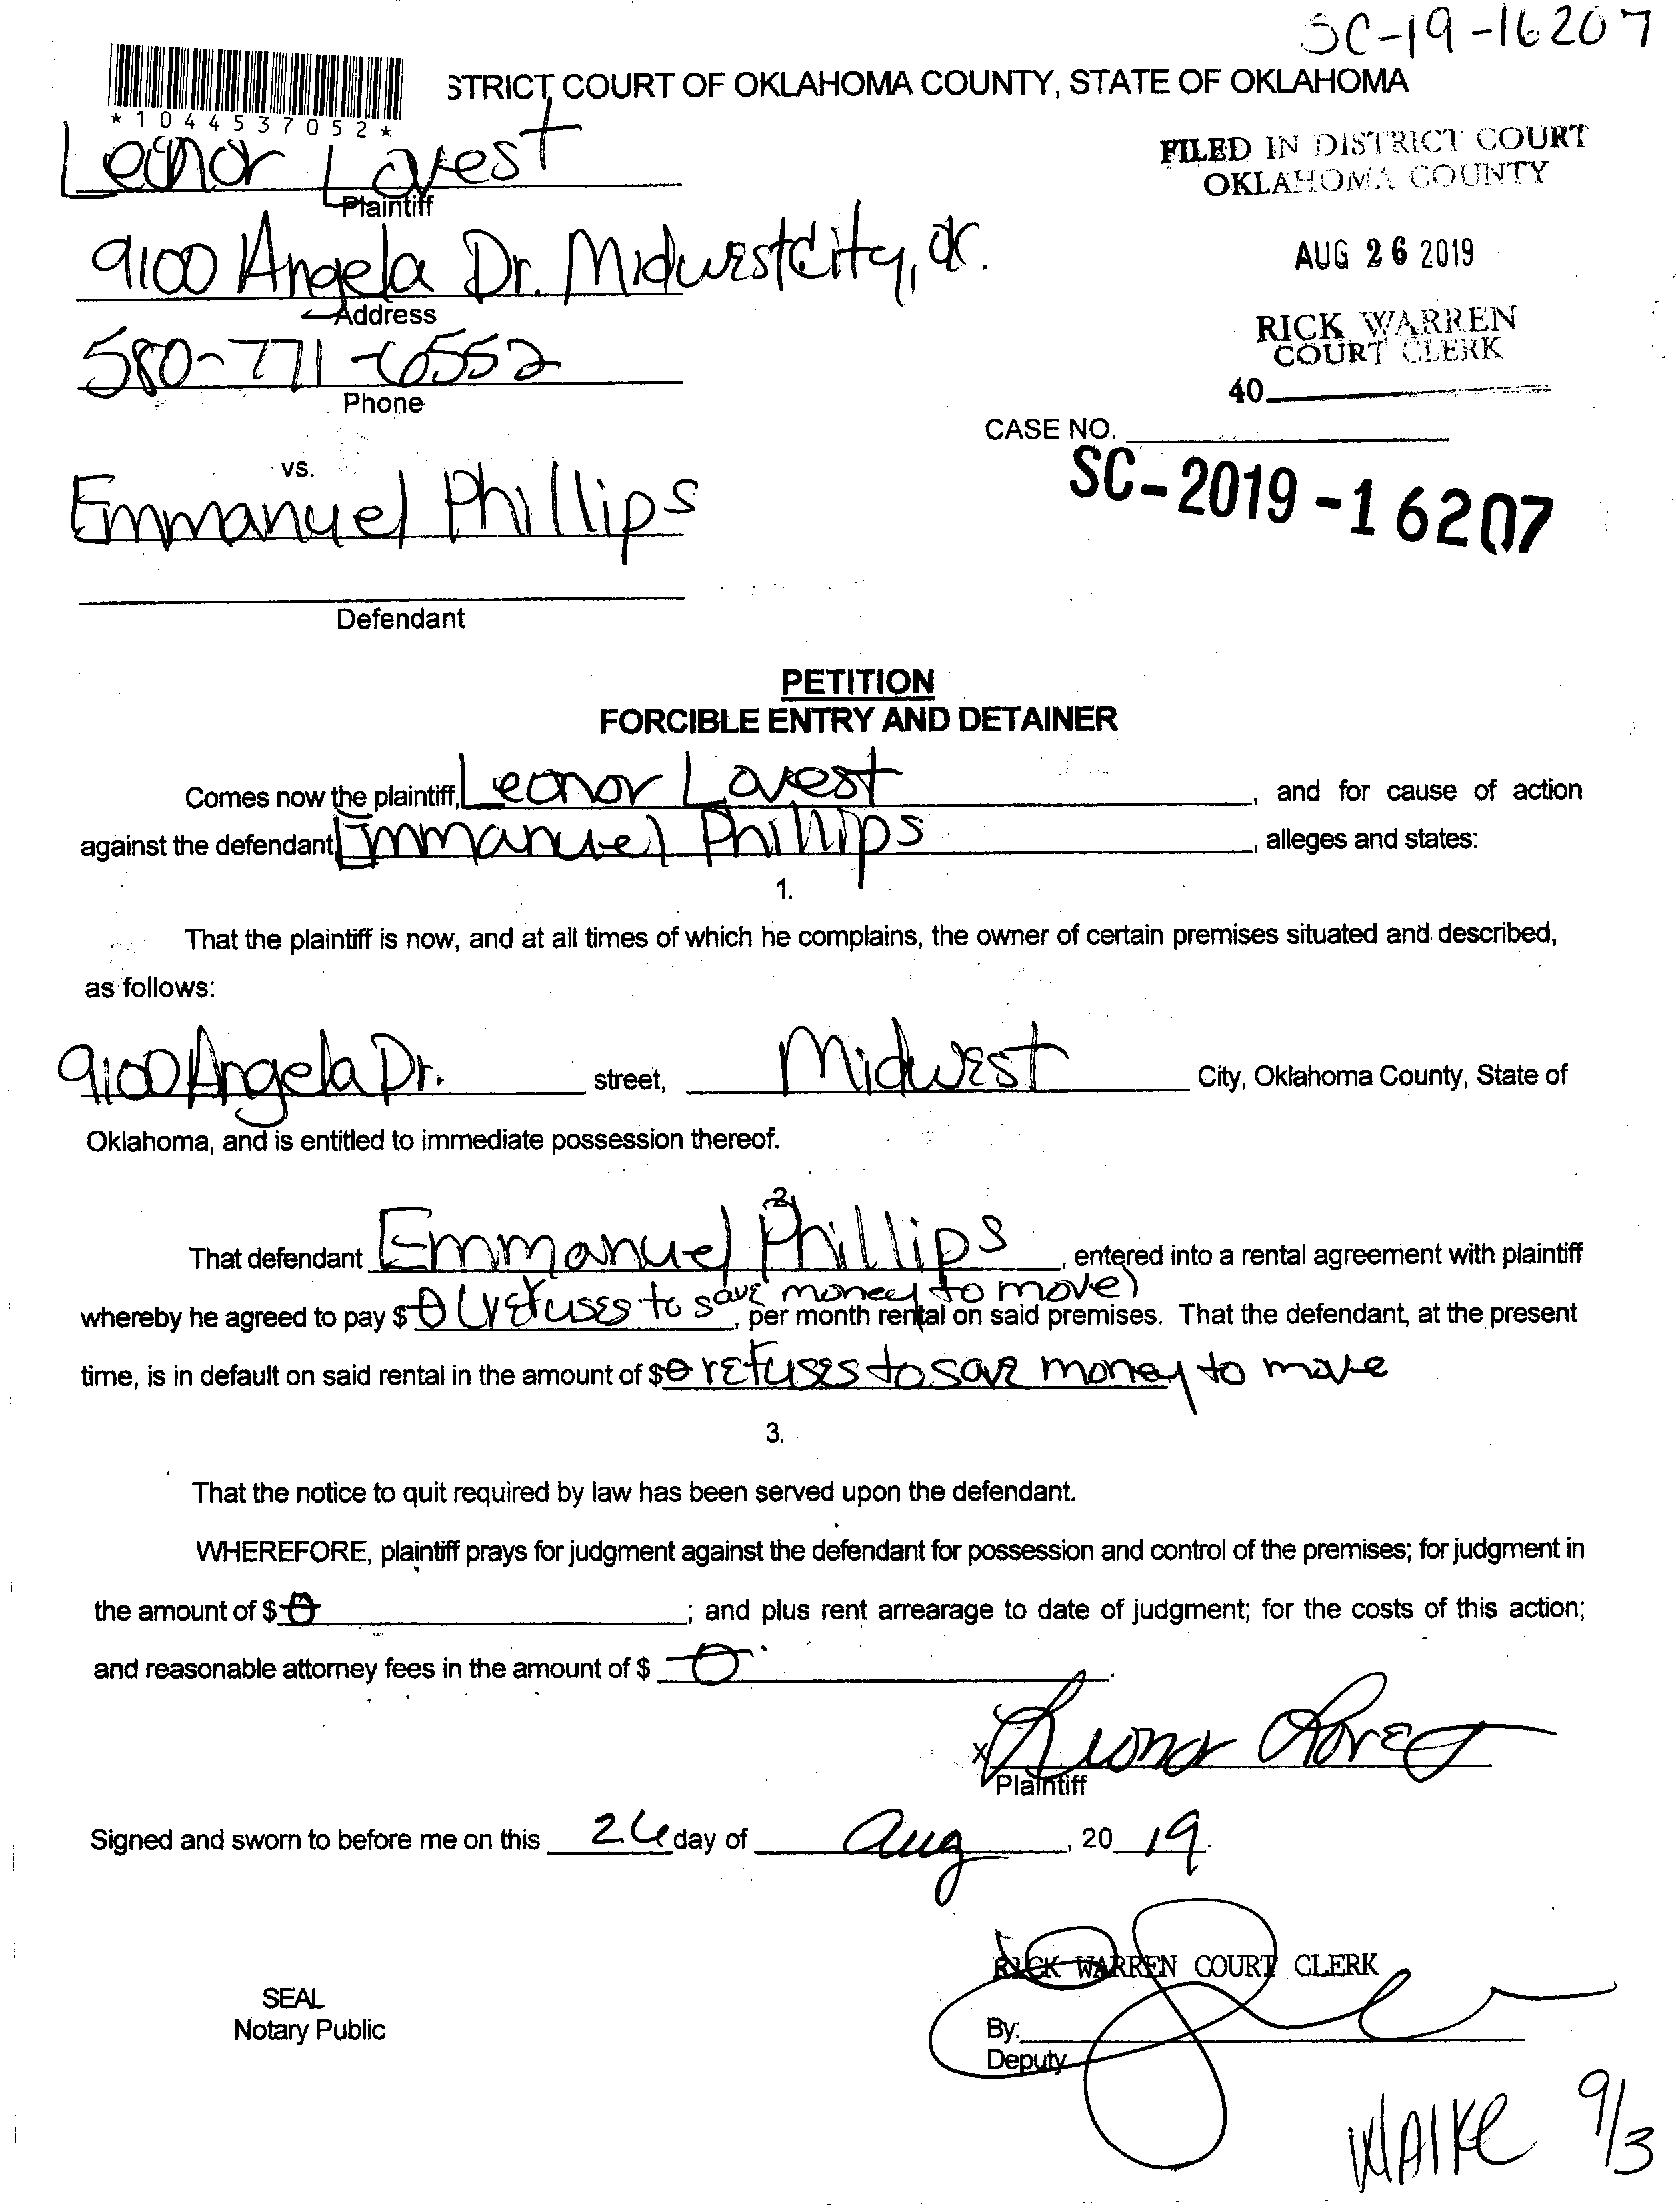 SC-19-16207
STRICT COURT OF OKLAHOMA COUNTY, STATE OF OKLAHOMA
*1044537052*
Leonor Lovest
Plaintiff
FILED IN DISTRICT COURT
OKLAHOMA COUNTY
9100 Angela Dr. Midwest City, OK.
Address
AUG 26 2019
580-771-6552
Phone
RICK WARREN
COURT CLERK
40
CASE NO.
SC-2019-16207
vs.
Emmanuel Phillips
Defendant
PETITION
FORCIBLE ENTRY AND DETAINER
Comes now the plaintiff, Leonor Lovest, and for cause of action
against the defendant Emmanuel Phillips, alleges and states:
1.
That the plaintiff is now, and at all times of which he complains, the owner of certain premises situated and described,
as follows:
9100 Angela Dr. street, Midwest City, Oklahoma County, State of
Oklahoma, and is entitled to immediate possession thereof.
2.
That defendant Emmanuel Phillips, entered into a rental agreement with plaintiff
whereby he agreed to pay $ 0 (refuses to save money to move), per month rental on said premises. That the defendant, at the present
time, is in default on said rental in the amount of $ 0 refuses to save money to move
3.
That the notice to quit required by law has been served upon the defendant.
WHEREFORE, plaintiff prays for judgment against the defendant for possession and control of the premises; for judgment in
the amount of $ 0; and plus rent arrearage to date of judgment; for the costs of this action;
and reasonable attorney fees in the amount of $ 0.
x Leonor Lovest
Plaintiff
Signed and sworn to before me on this 26 day of Aug, 20 19.
RICK WARREN COURT CLERK
SEAL
Notary Public
By:
Deputy
WAlKe 9/3